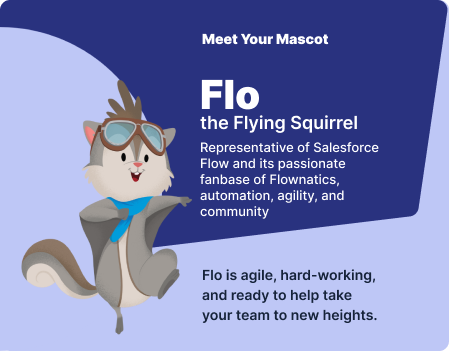 Meet Your Mascot
Flo
the Flying Squirrel
Representative of Salesforce
Flow and its passionate
fanbase of Flownatics,
automation, agility, and
community
Flo is agile, hard-working,
and ready to help take
your team to new heights.